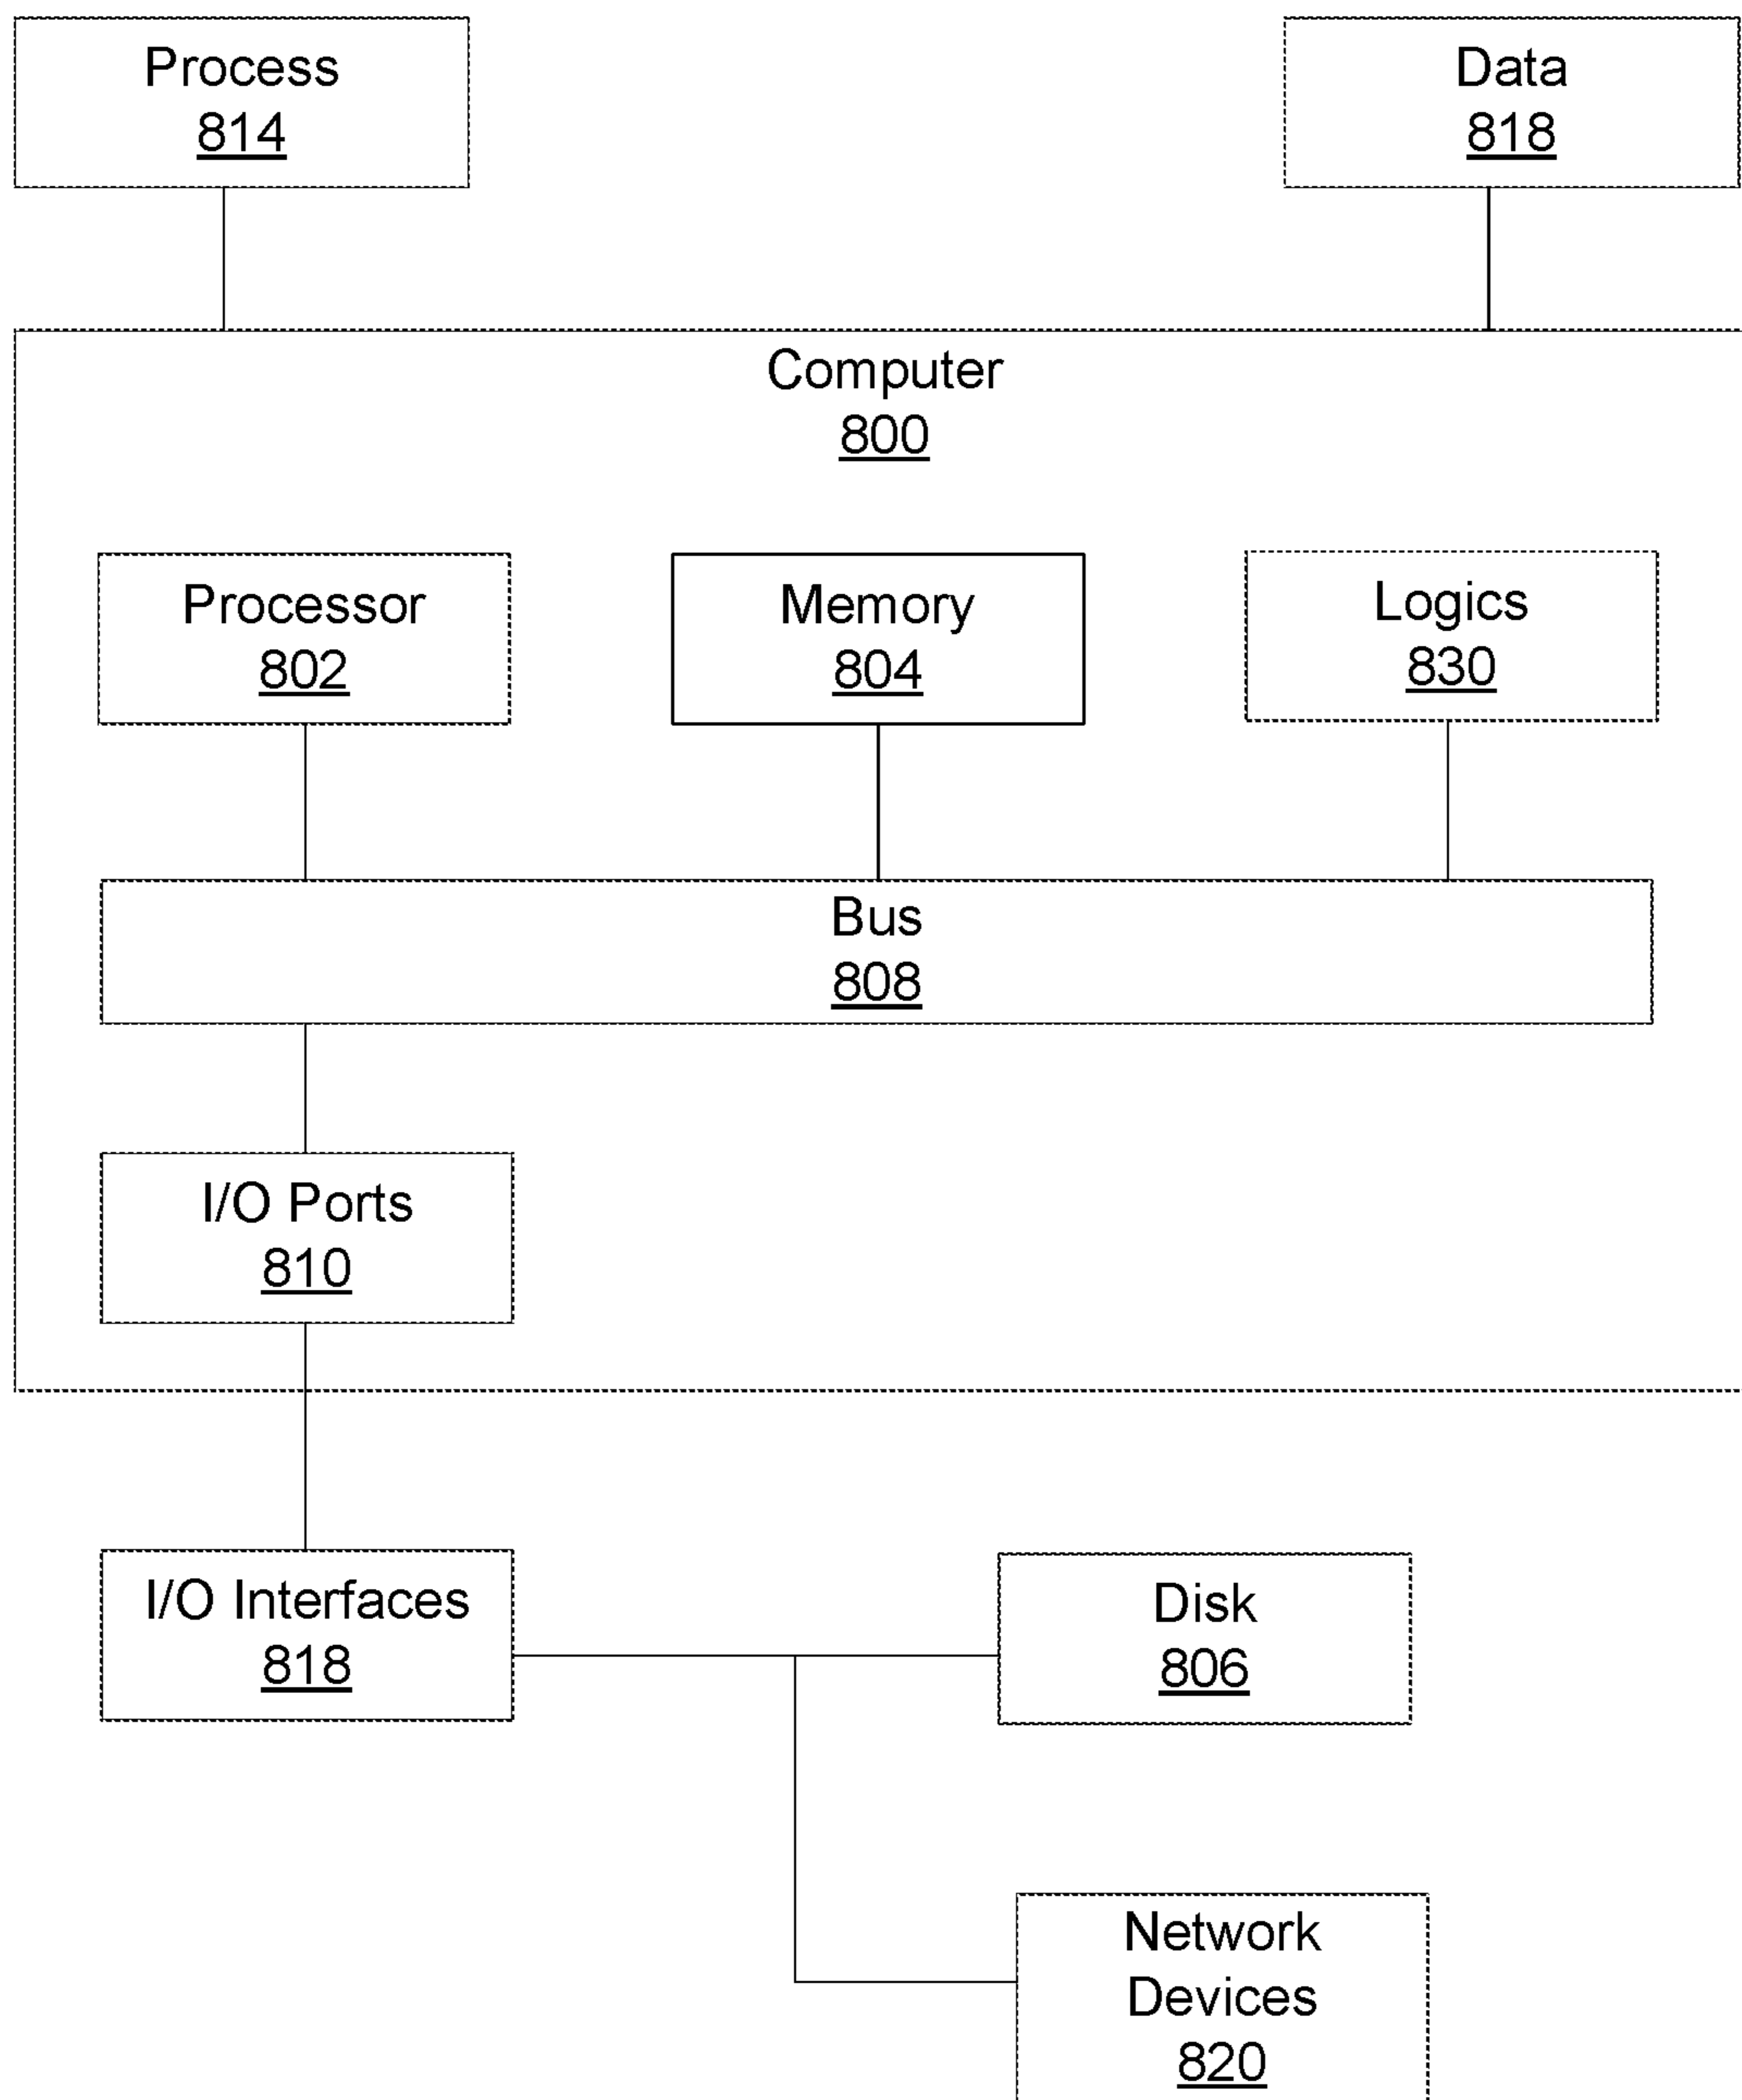 Process
814
Data
818
Computer
800
Processor
802
Memory
804
Logics
830
Bus
808
I/O Ports
810
I/O Interfaces
818
Disk
806
Network
Devices
820